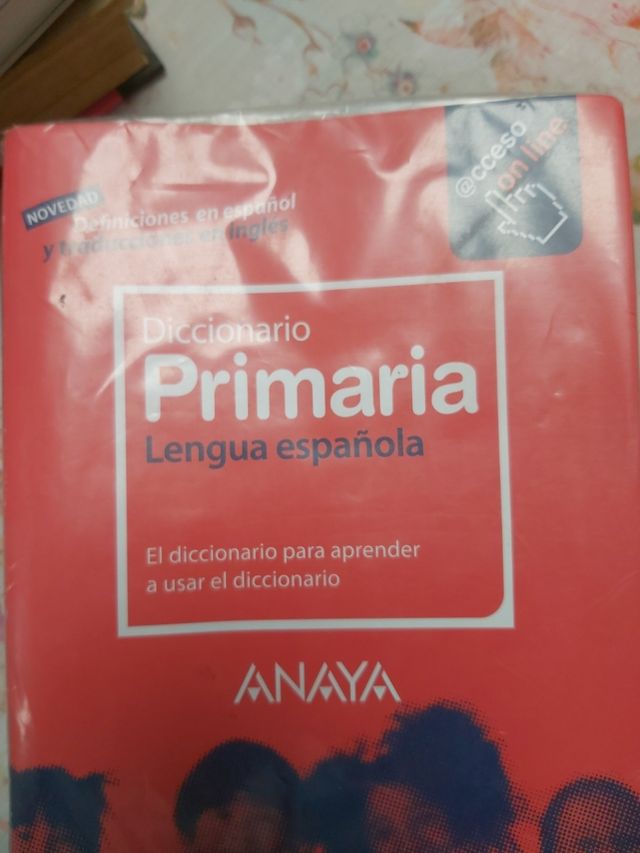 @cceso
on line
NOVEDAD
Definiciones en español
y traducciones en inglés
Diccionario
Primaria
Lengua española
El diccionario para aprender
a usar el diccionario
ANAYA